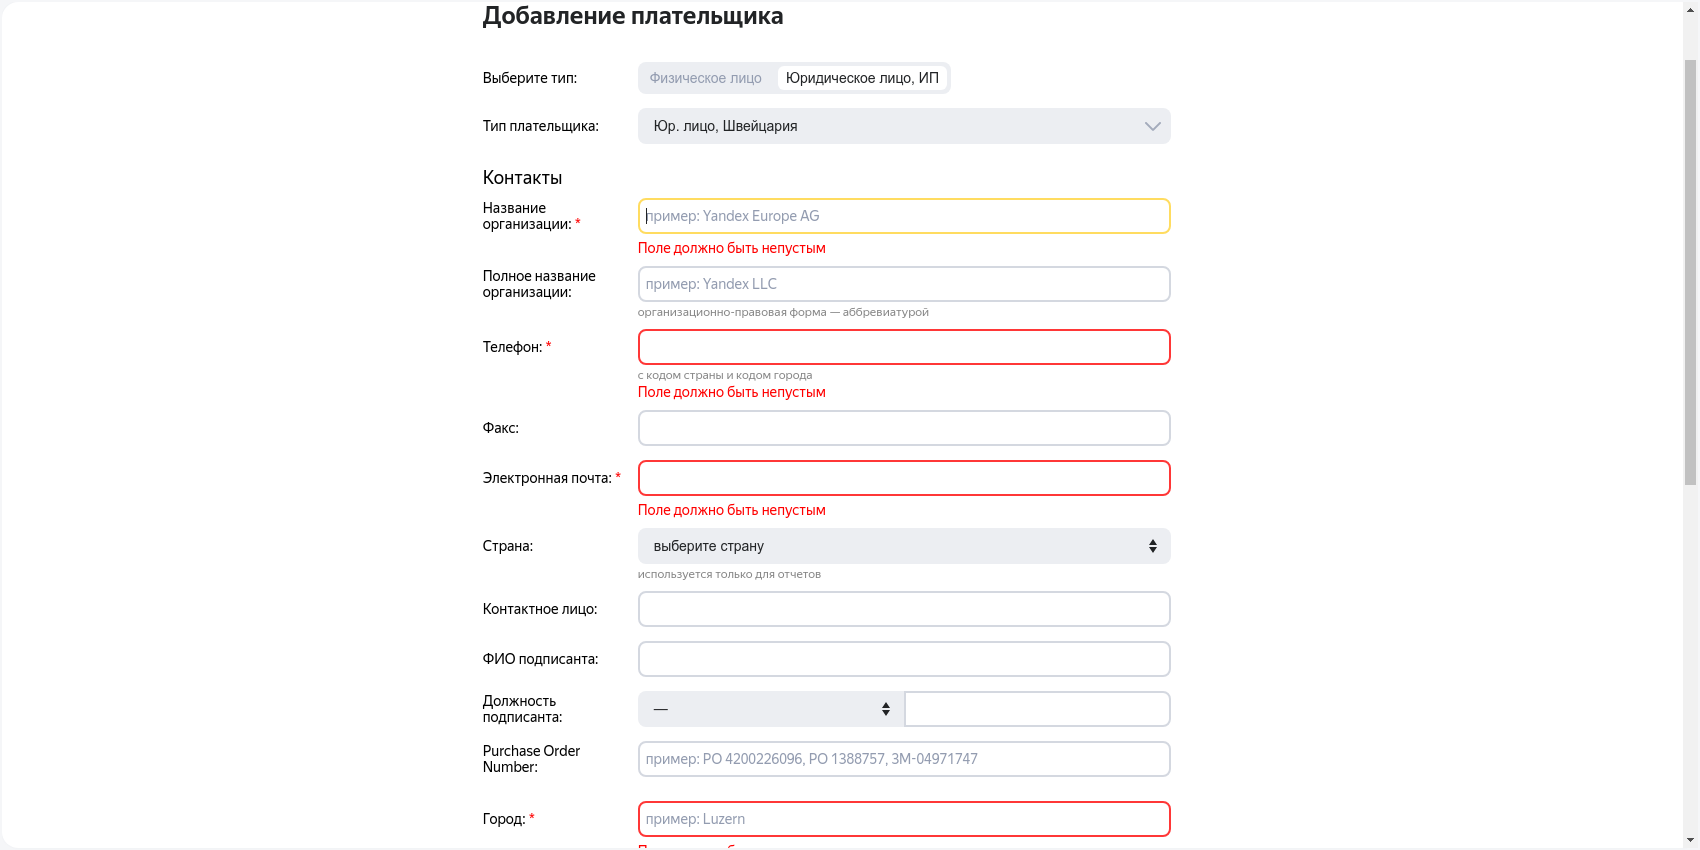 Добавление плательщика
Выберите тип:
Физическое лицо
Юридическое лицо, ИП
Тип плательщика:
Юр. лицо, Швейцария
Контакты
Название
организации: *
пример: Yandex Europe AG
Поле должно быть непустым
Полное название
организации:
пример: Yandex LLC
организационно-правовая форма — аббревиатурой
Телефон: *
с кодом страны и кодом города
Поле должно быть непустым
Факс:
Электронная почта: *
Поле должно быть непустым
Страна:
выберите страну
используется только для отчетов
Контактное лицо:
ФИО подписанта:
Должность
подписанта:
—
Purchase Order
Number:
пример: PO 4200226096, PO 1388757, 3M-04971747
Город: *
пример: Luzern